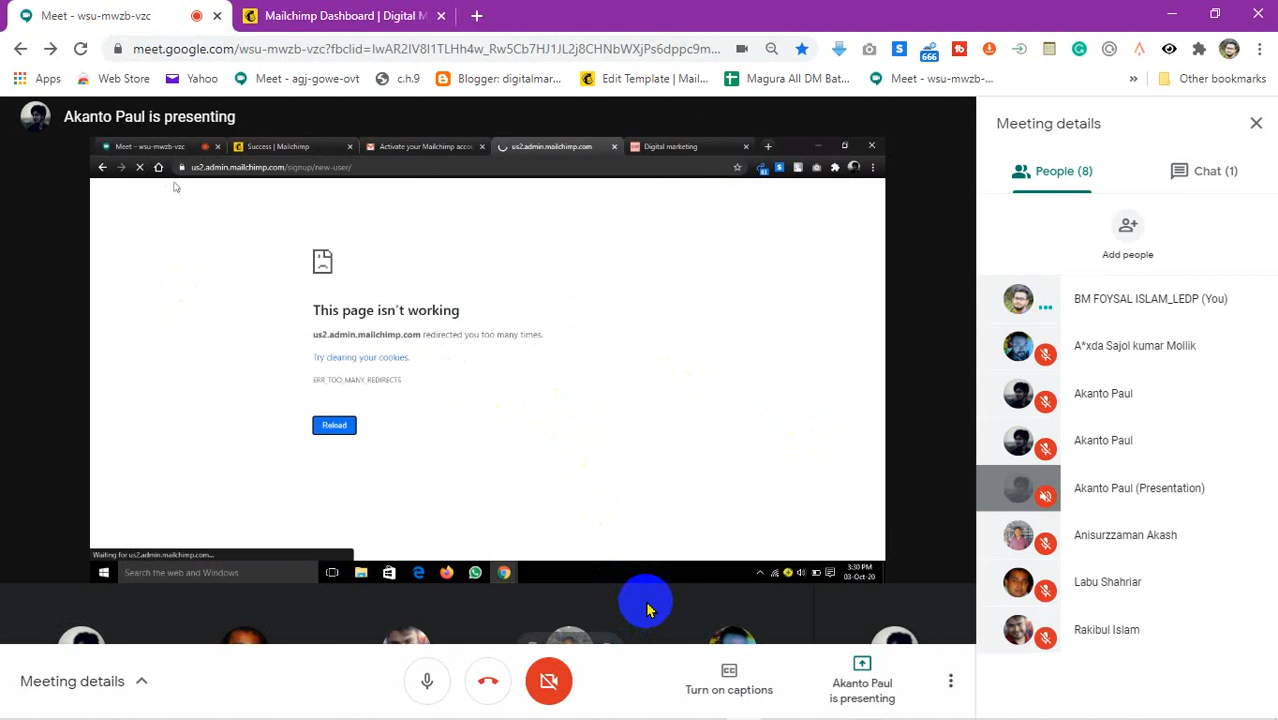 Meet - wsu-mwzb-vzc
Mailchimp Dashboard | Digital M
meet.google.com/wsu-mwzb-vzc?fbclid=IwAR2IV8I1TLHh4w_Rw5Cb7HJ1JL2j8CHNbWXjPs6dppc9m...
666
Apps
Web Store
Yahoo
Meet - agj-gowe-ovt
c.h.9
Blogger: digitalmar...
Edit Template | Mail...
Magura All DM Bat...
Meet - wsu-mwzb-vz...
Other bookmarks
Akanto Paul is presenting
Meet - wsu-mwzb-vzc
Success | Mailchimp
Activate your Mailchimp accou
us2.admin.mailchimp.com
Digital marketing
us2.admin.mailchimp.com/signup/new-user/
This page isn't working
us2.admin.mailchimp.com redirected you too many times.
Try clearing your cookies.
ERR_TOO_MANY_REDIRECTS
Reload
Waiting for us2.admin.mailchimp.com...
Search the web and Windows
3:30 PM
03-Oct-20
Meeting details
People (8)
Chat (1)
Add people
BM FOYSAL ISLAM_LEDP (You)
A*xda Sajol kumar Mollik
Akanto Paul
Akanto Paul
Akanto Paul (Presentation)
Anisurzzaman Akash
Labu Shahriar
Rakibul Islam
Meeting details
Turn on captions
Akanto Paul
is presenting